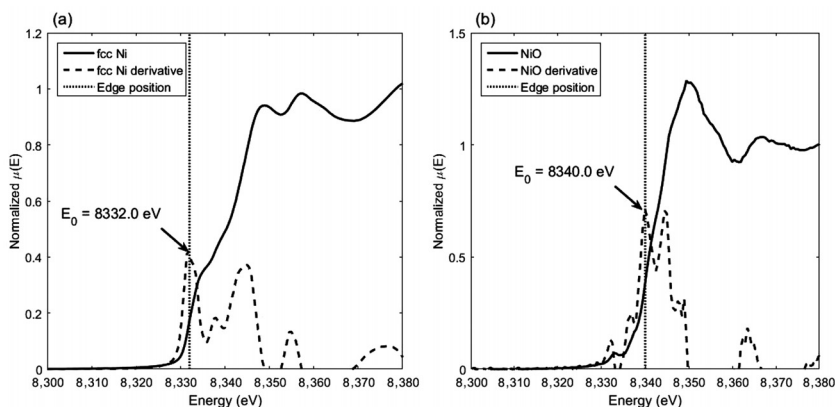 (a)
1.2
1
0.8
0.6
0.4
0.2
0
Normalized μ(E)
fcc Ni
fcc Ni derivative
Edge position
E0 = 8332.0 eV
8,300 8,310 8,320 8,330 8,340 8,350 8,360 8,370 8,380
Energy (eV)
(b)
1.5
1
0.5
0
Normalized μ(E)
NiO
NiO derivative
Edge position
E0 = 8340.0 eV
8,300 8,310 8,320 8,330 8,340 8,350 8,360 8,370 8,380
Energy (eV)